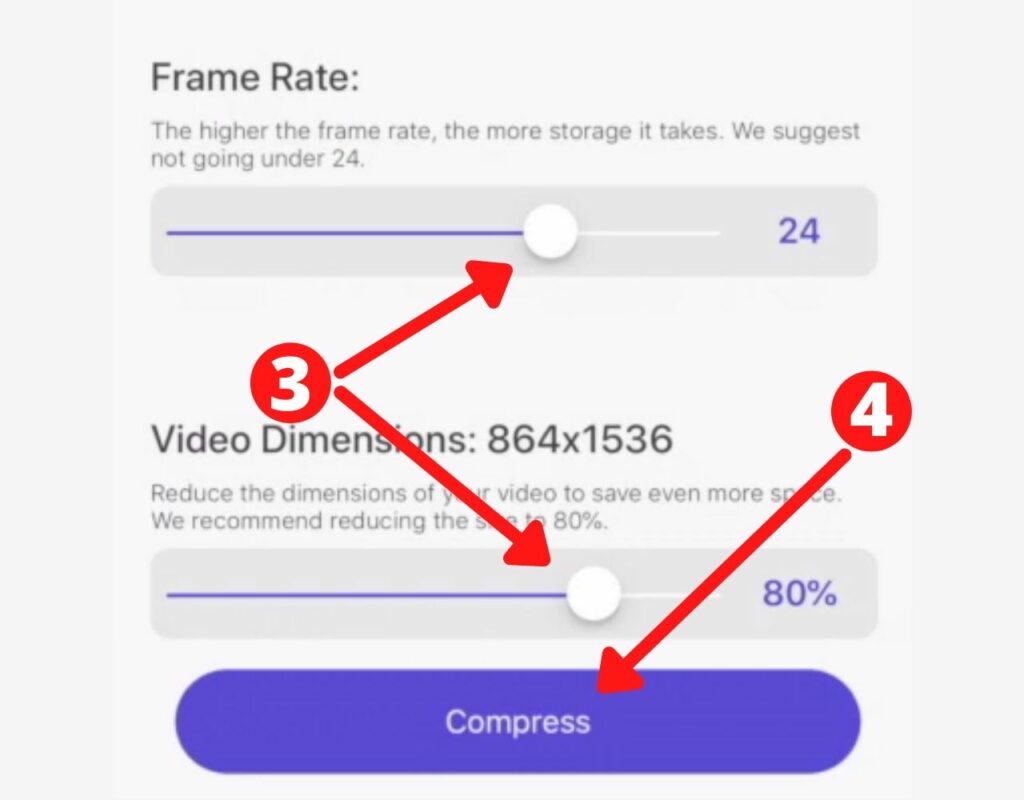 Frame Rate:
The higher the frame rate, the more storage it takes. We suggest
not going under 24.
24
3
4
Video Dimensions: 864x1536
Reduce the dimensions of your video to save even more space.
We recommend reducing the size to 80%.
80%
Compress